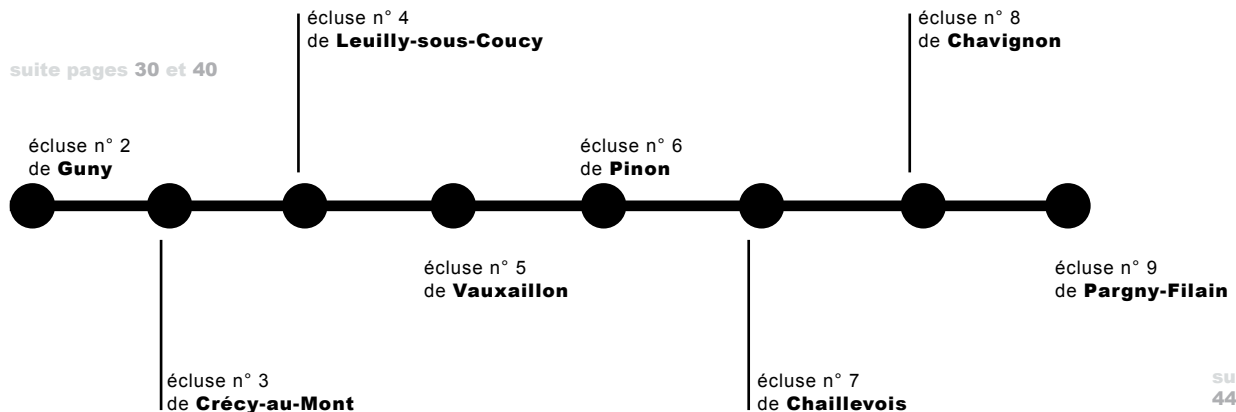 écluse n° 4
de Leuilly-sous-Coucy
écluse n° 8
de Chavignon
suite pages 30 et 40
écluse n° 2
de Guny
écluse n° 6
de Pinon
écluse n° 5
de Vauxaillon
écluse n° 9
de Pargny-Filain
écluse n° 3
de Crécy-au-Mont
écluse n° 7
de Chaillevois
44